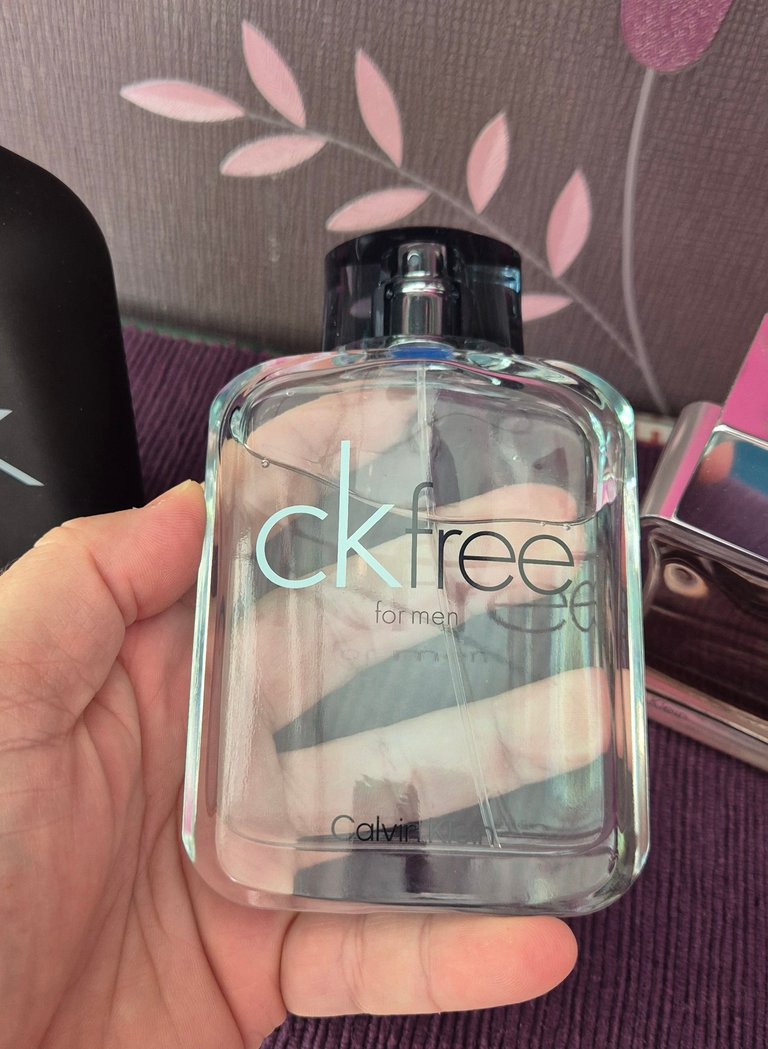 ckfree
for men
Calvin Klein